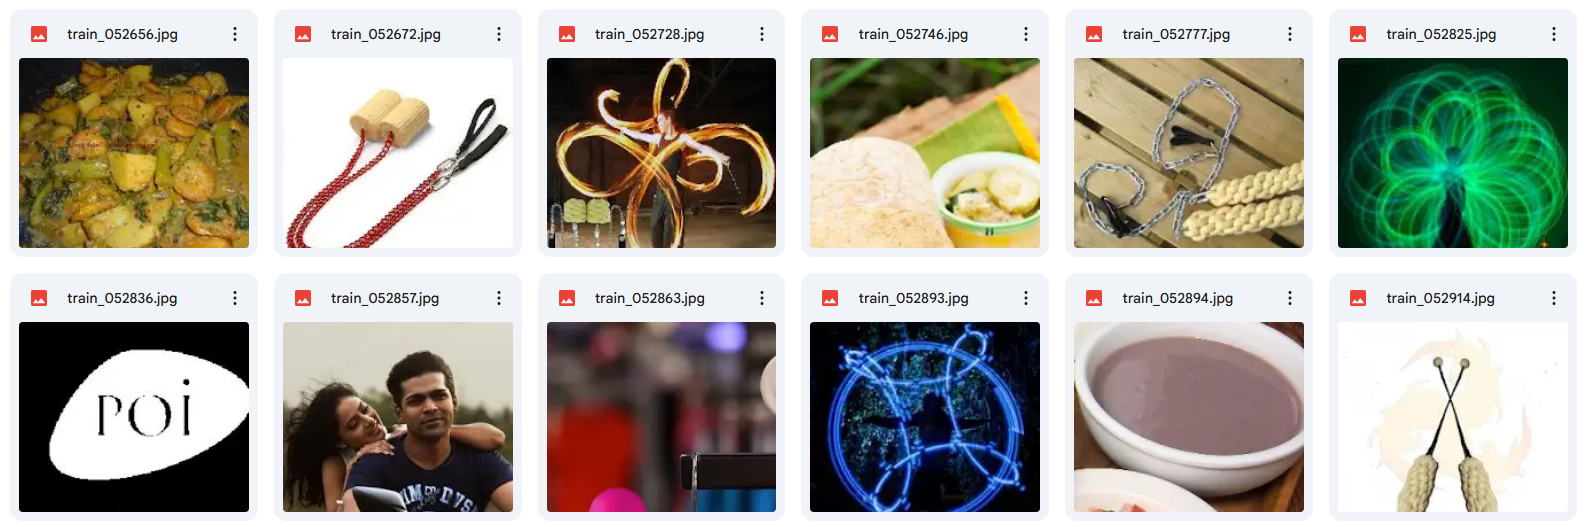 train_052656.jpg
train_052672.jpg
train_052728.jpg
train_052746.jpg
train_052777.jpg
train_052825.jpg
train_052836.jpg
train_052857.jpg
train_052863.jpg
train_052893.jpg
train_052894.jpg
train_052914.jpg
POi